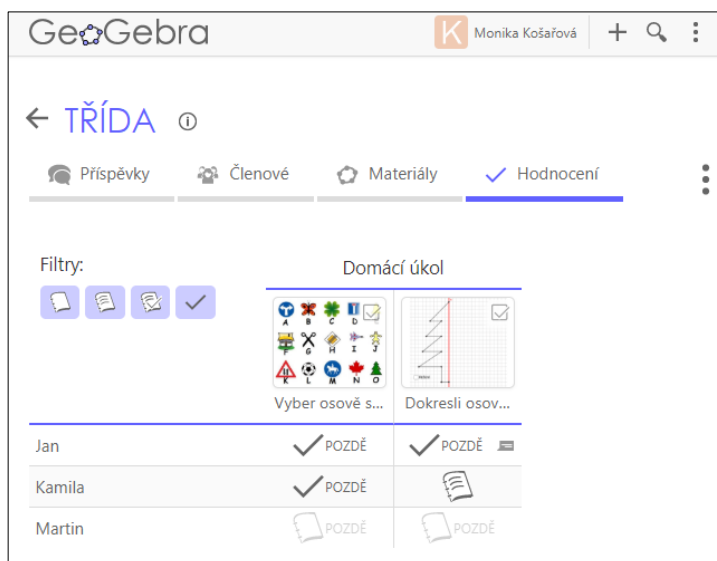 GeoGebra
K Monika Košařová
TŘÍDA
Příspěvky Členové Materiály Hodnocení
Filtry:
Domácí úkol
A B C D
F G H I J
K L M N O
Vyber osově s... Dokresli osov...
Jan POZDĚ POZDĚ
Kamila POZDĚ
Martin POZDĚ POZDĚ